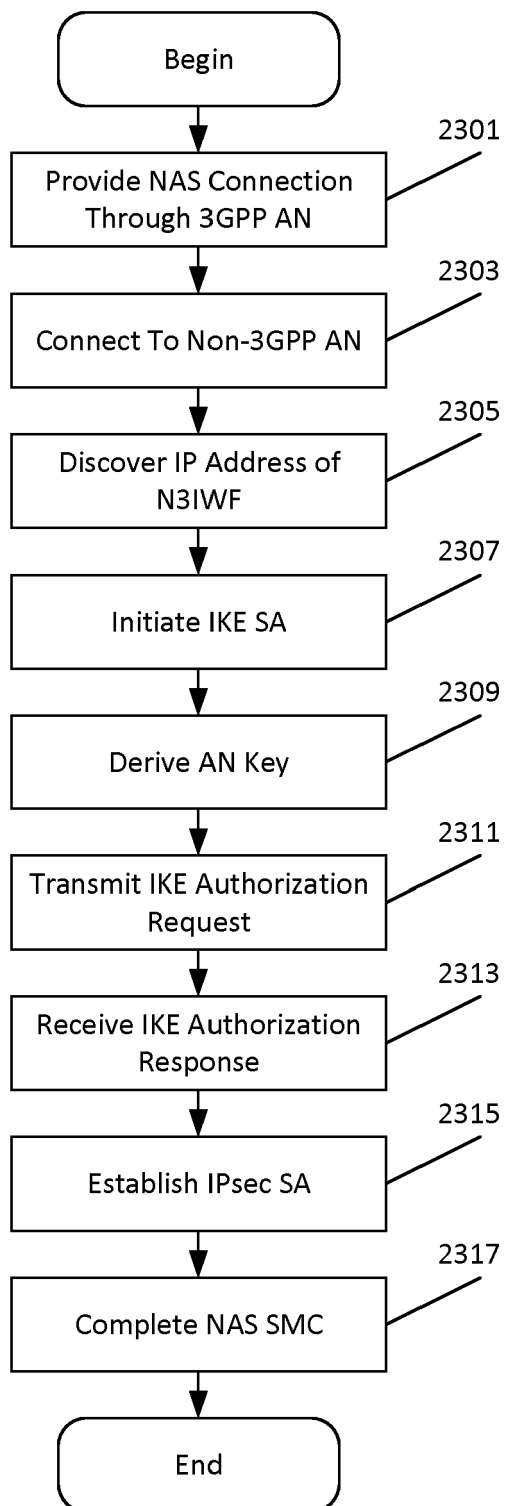 Begin
2301
Provide NAS Connection
Through 3GPP AN
2303
Connect To Non-3GPP AN
2305
Discover IP Address of
N3IWF
2307
Initiate IKE SA
2309
Derive AN Key
2311
Transmit IKE Authorization
Request
2313
Receive IKE Authorization
Response
2315
Establish IPsec SA
2317
Complete NAS SMC
End